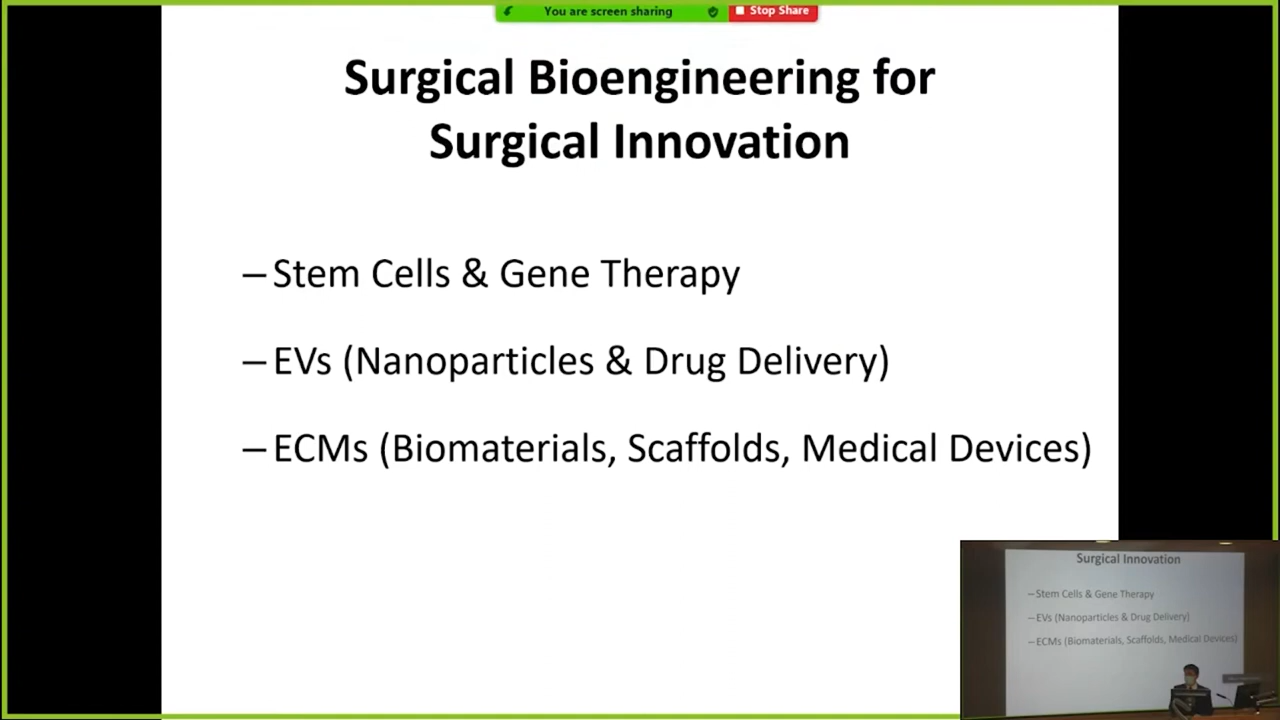 You are screen sharing
Stop Share
Surgical Bioengineering for
Surgical Innovation
– Stem Cells & Gene Therapy
– EVs (Nanoparticles & Drug Delivery)
– ECMs (Biomaterials, Scaffolds, Medical Devices)
Surgical Innovation
– Stem Cells & Gene Therapy
– EVs (Nanoparticles & Drug Delivery)
– ECMs (Biomaterials, Scaffolds, Medical Devices)